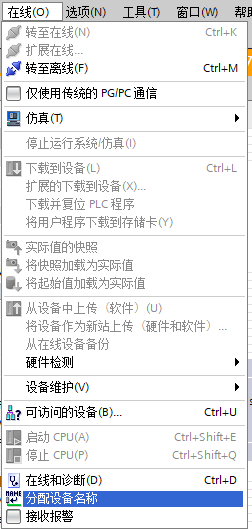 在线(O) 选项(N) 工具(T) 窗口(W)
转至在线(N) Ctrl+K
扩展在线...
转至离线(F) Ctrl+M
仅使用传统的 PG/PC 通信
仿真(T)
停止运行系统/仿真(I)
下载到设备(L) Ctrl+L
扩展的下载到设备(X)...
下载并复位 PLC 程序
将用户程序下载到存储卡(Y)
实际值的快照
将快照加载为实际值
将起始值加载为实际值
从设备中上传（软件）(U)
将设备作为新站上传（硬件和软件）...
从在线设备备份
硬件检测
设备维护(V)
可访问的设备(B)... Ctrl+U
启动 CPU(A) Ctrl+Shift+E
停止 CPU(P) Ctrl+Shift+Q
在线和诊断(D) Ctrl+D
分配设备名称
接收报警